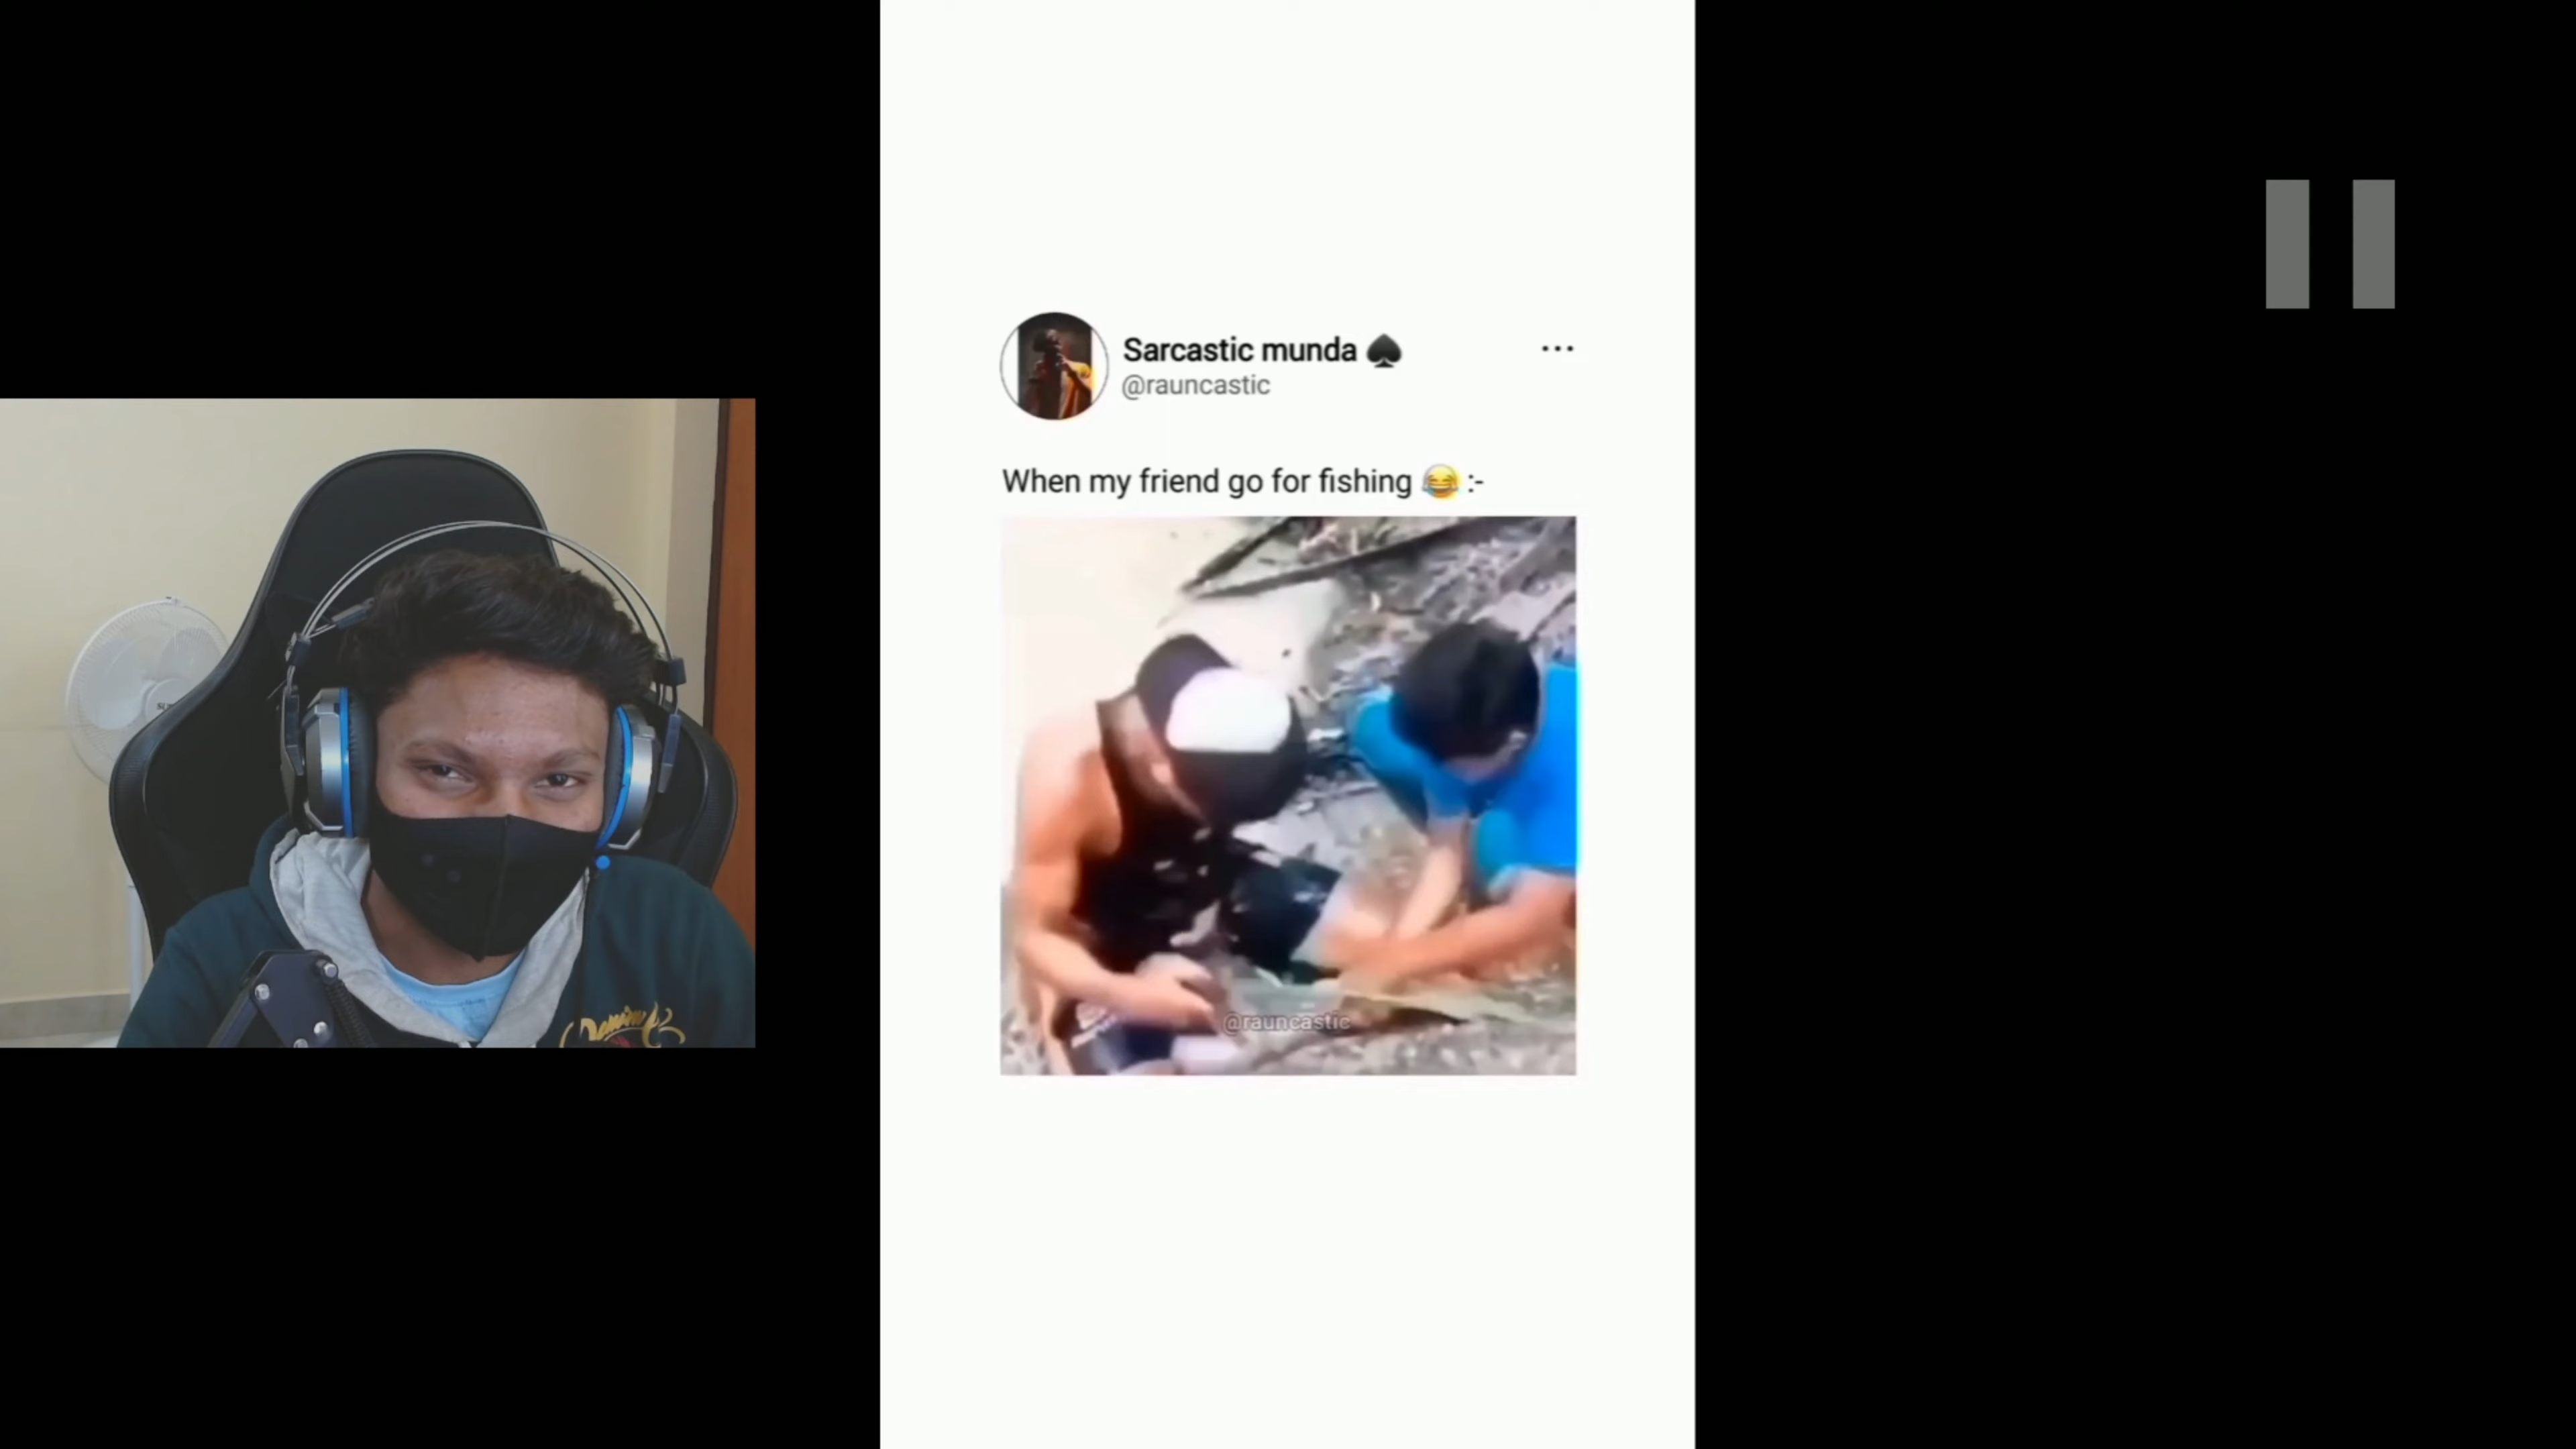 Sarcastic munda ♠
@rauncastic
When my friend go for fishing 😂 :-
@rauncastic